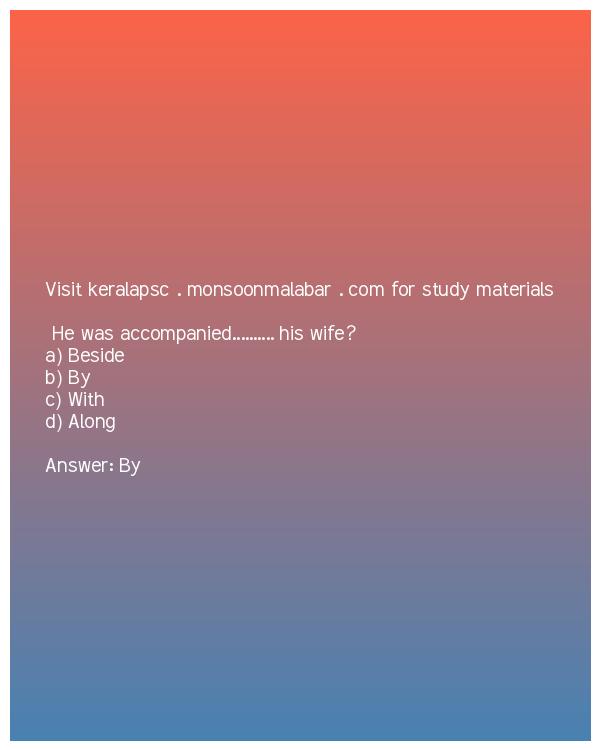 Visit keralapsc . monsoonmalabar . com for study materials
He was accompanied.......... his wife?
a) Beside
b) By
c) With
d) Along
Answer: By